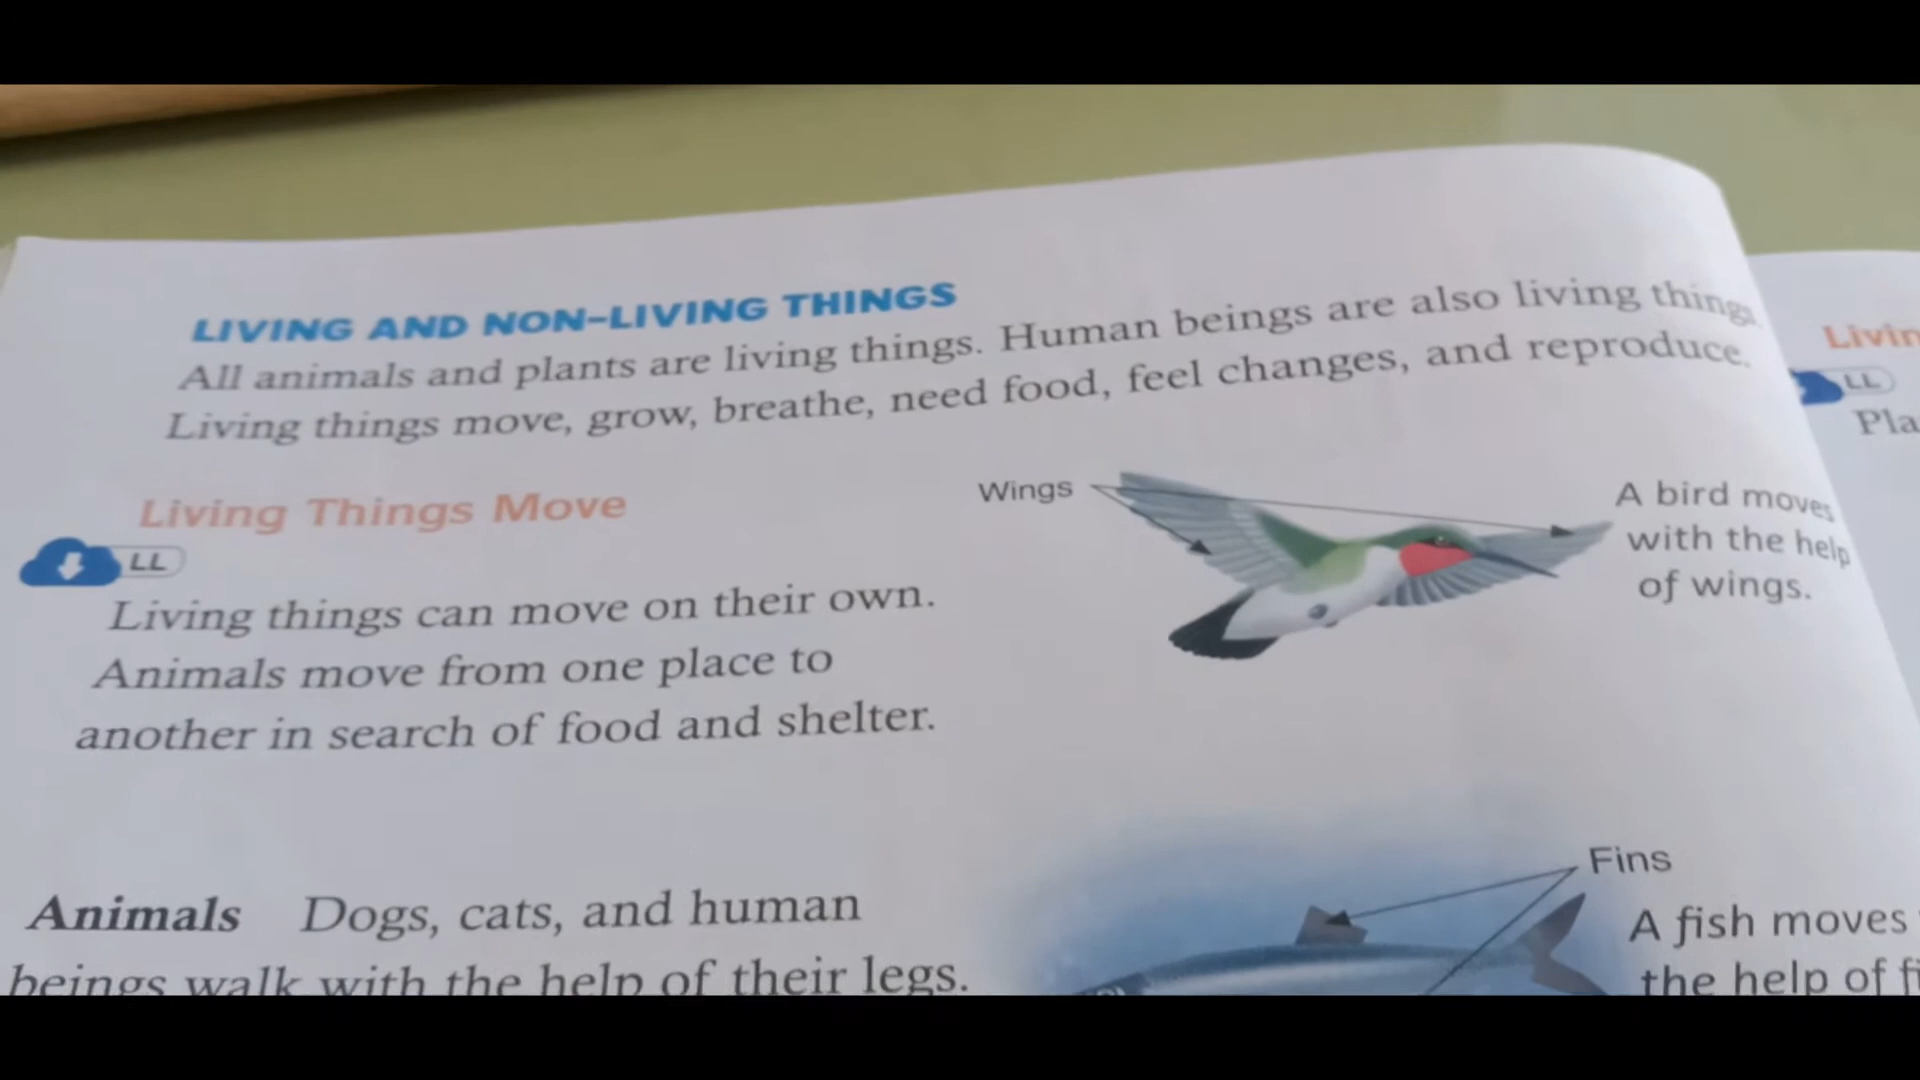 LIVING AND NON-LIVING THINGS
All animals and plants are living things. Human beings are also living things
Living things move, grow, breathe, need food, feel changes, and reproduce.
Living Things Move
LL
Living things can move on their own.
Animals move from one place to
another in search of food and shelter.
Wings
A bird moves
with the help
of wings.
Animals Dogs, cats, and human
beings walk with the help of their legs.
Fins
A fish moves
the help of
LL